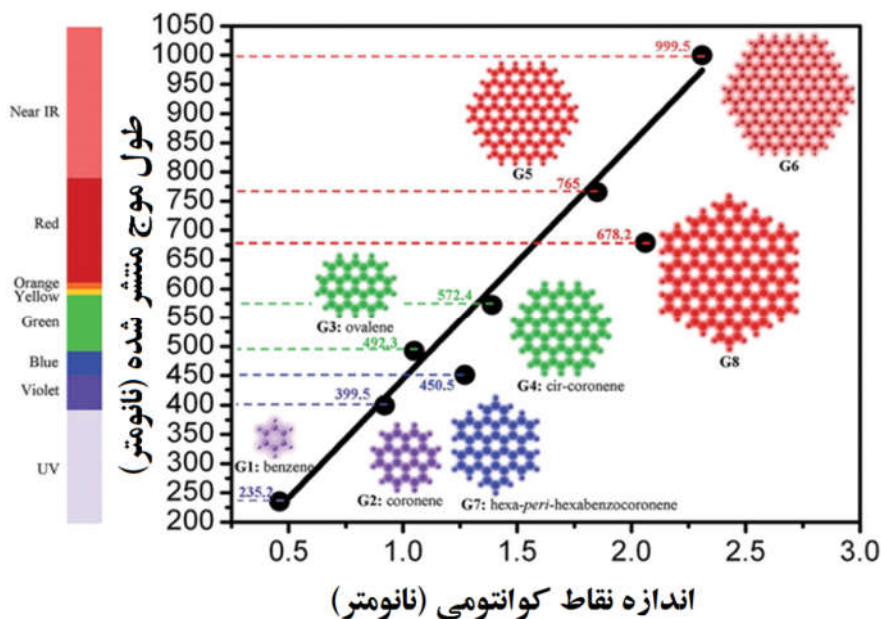 1050
1000
950
900
850
800
750
700
650
600
550
500
450
400
350
300
250
200
طول موج منتشر شده (نانومتر)
Near IR
Red
Orange
Yellow
Green
Blue
Violet
UV
999.5
765
678.2
572.4
492.3
450.5
399.5
235.2
G5
G6
G3: ovalene
G4: cir-coronene
G8
G1: benzene
G2: coronene
G7: hexa-peri-hexabenzocoronene
0.5 1.0 1.5 2.0 2.5 3.0
اندازه نقاط کوانتومی (نانومتر)